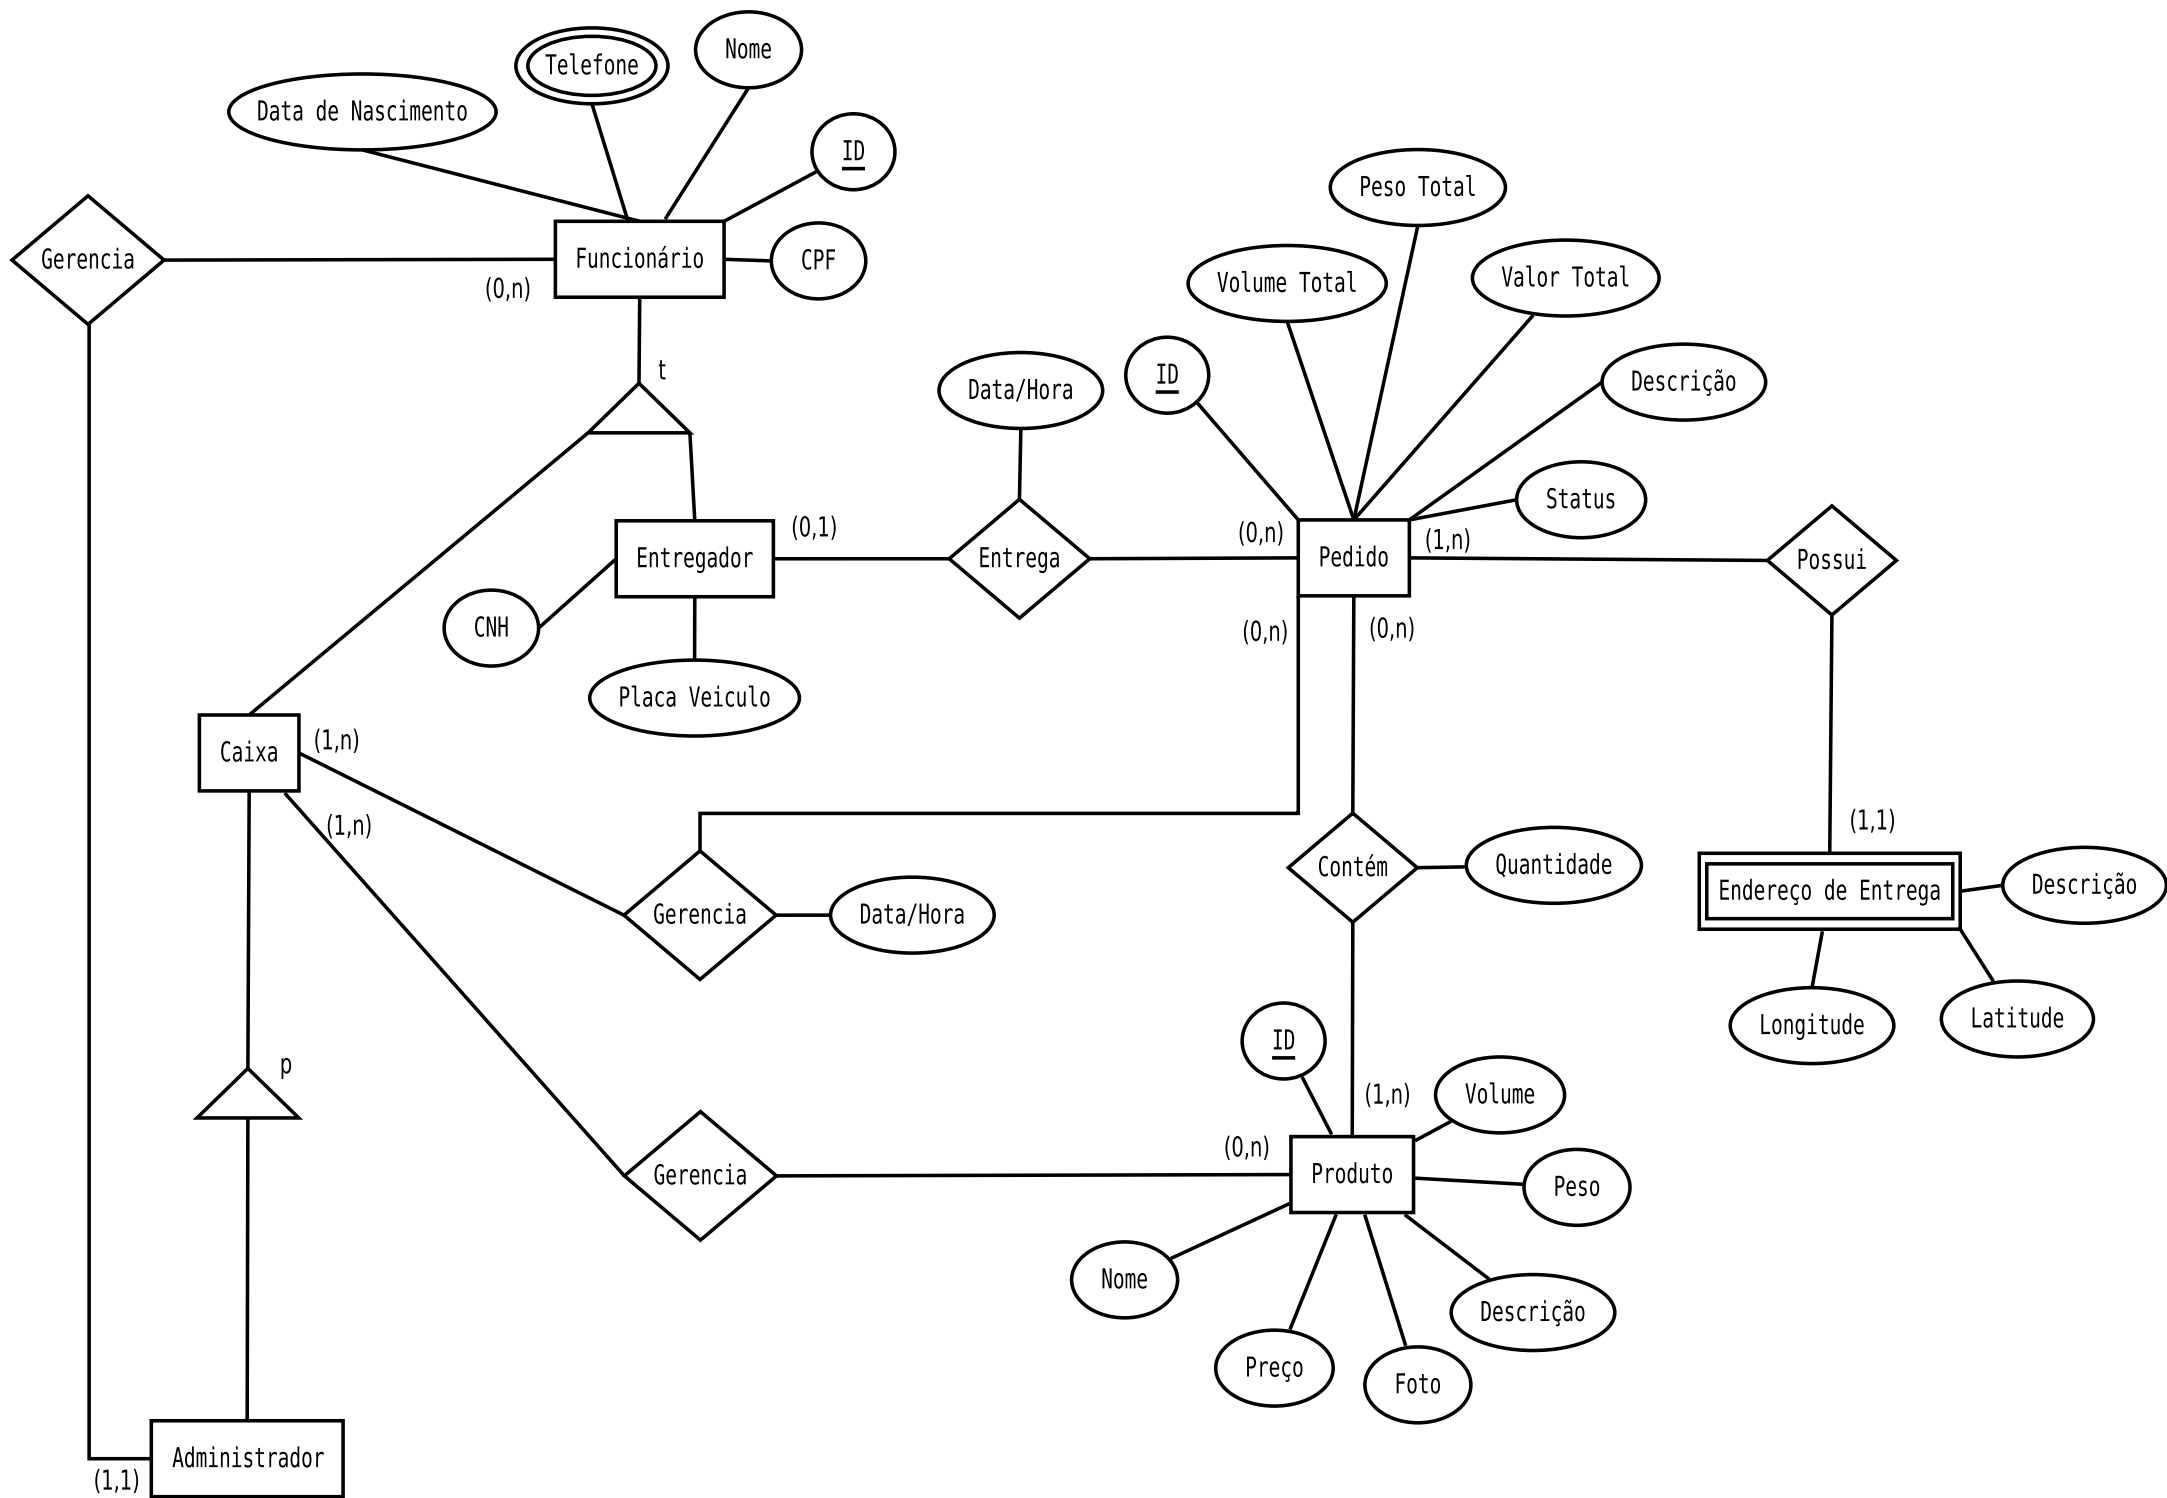 Nome
Telefone
Data de Nascimento
ID
Peso Total
Gerencia
Funcionário
CPF
(0,n)
Volume Total
Valor Total
t
Data/Hora
ID
Descrição
Status
(0,1)
(0,n)
(1,n)
Entregador
Entrega
Pedido
Possui
CNH
(0,n)
(0,n)
Placa Veiculo
Caixa
(1,n)
(1,n)
(1,1)
Contém
Quantidade
Endereço de Entrega
Descrição
Gerencia
Data/Hora
Longitude
Latitude
ID
p
(1,n)
Volume
(0,n)
Gerencia
Produto
Peso
Nome
Descrição
Preço
Foto
Administrador
(1,1)